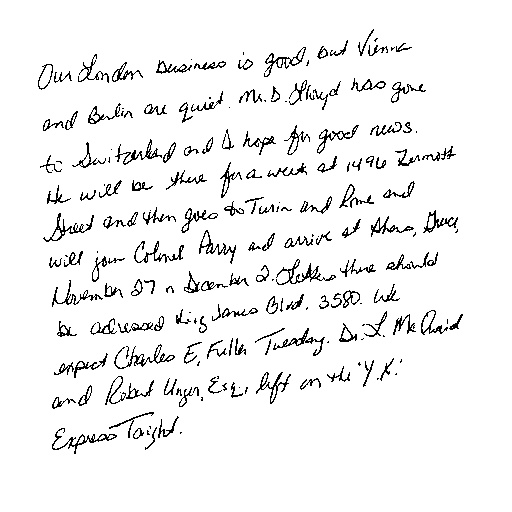 Our London business is good, but Vienna
and Berlin are quiet. Mr. D. Lloyd has gone
to Switzerland and I hope for good news.
He will be there for a week at 1496 Zermott
Street and then goes to Turin and Rome and
will join Colonel Parry and arrive at Athens, Greece,
November 27 or December 2. Letters there should
be adressed King James Blvd. 3580. We
expect Charles E. Fuller Tuesday. Dr. L. McQuaid
and Robert Unger, Esq., left on the 'Y.X.'
Express Tonight.